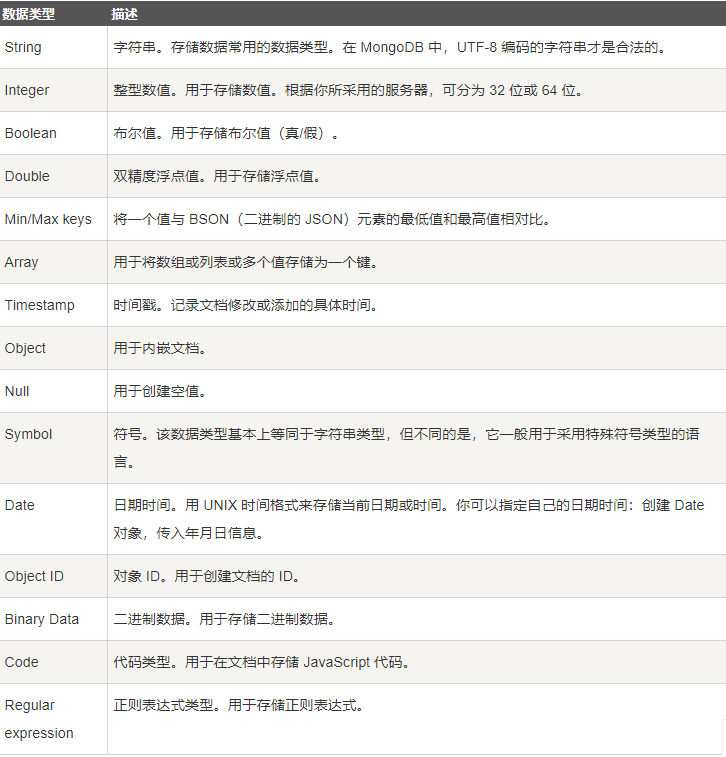 数据类型 描述
String 字符串。存储数据常用的数据类型。在 MongoDB 中，UTF-8 编码的字符串才是合法的。
Integer 整型数值。用于存储数值。根据你所采用的服务器，可分为 32 位或 64 位。
Boolean 布尔值。用于存储布尔值（真/假）。
Double 双精度浮点值。用于存储浮点值。
Min/Max keys 将一个值与 BSON（二进制的 JSON）元素的最低值和最高值相对比。
Array 用于将数组或列表或多个值存储为一个键。
Timestamp 时间戳。记录文档修改或添加的具体时间。
Object 用于内嵌文档。
Null 用于创建空值。
Symbol 符号。该数据类型基本上等同于字符串类型，但不同的是，它一般用于采用特殊符号类型的语
言。
Date 日期时间。用 UNIX 时间格式来存储当前日期或时间。你可以指定自己的日期时间：创建 Date
对象，传入年月日信息。
Object ID 对象 ID。用于创建文档的 ID。
Binary Data 二进制数据。用于存储二进制数据。
Code 代码类型。用于在文档中存储 JavaScript 代码。
Regular 正则表达式类型。用于存储正则表达式。
expression